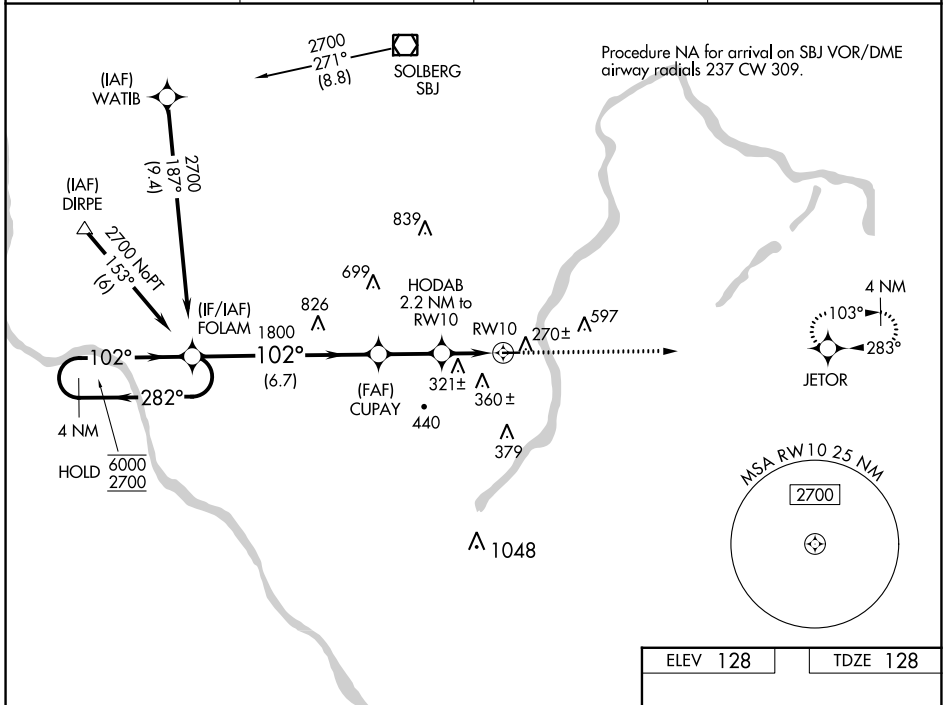 2700
271°
(8.8)
SOLBERG
SBJ
Procedure NA for arrival on SBJ VOR/DME
airway radials 237 CW 309.
(IAF)
WATIB
2700
187°
(9.4)
(IAF)
DIRPE
2700 NoPT
153°
(6)
839
699
826
HODAB
2.2 NM to
RW10
(IF/IAF)
FOLAM
1800
102°
(6.7)
RW10
270±
597
4 NM
103°
283°
JETOR
102°
282°
4 NM
HOLD
6000
2700
(FAF)
CUPAY
321±
360±
440
379
1048
MSA RW10 25 NM
2700
ELEV 128
TDZE 128